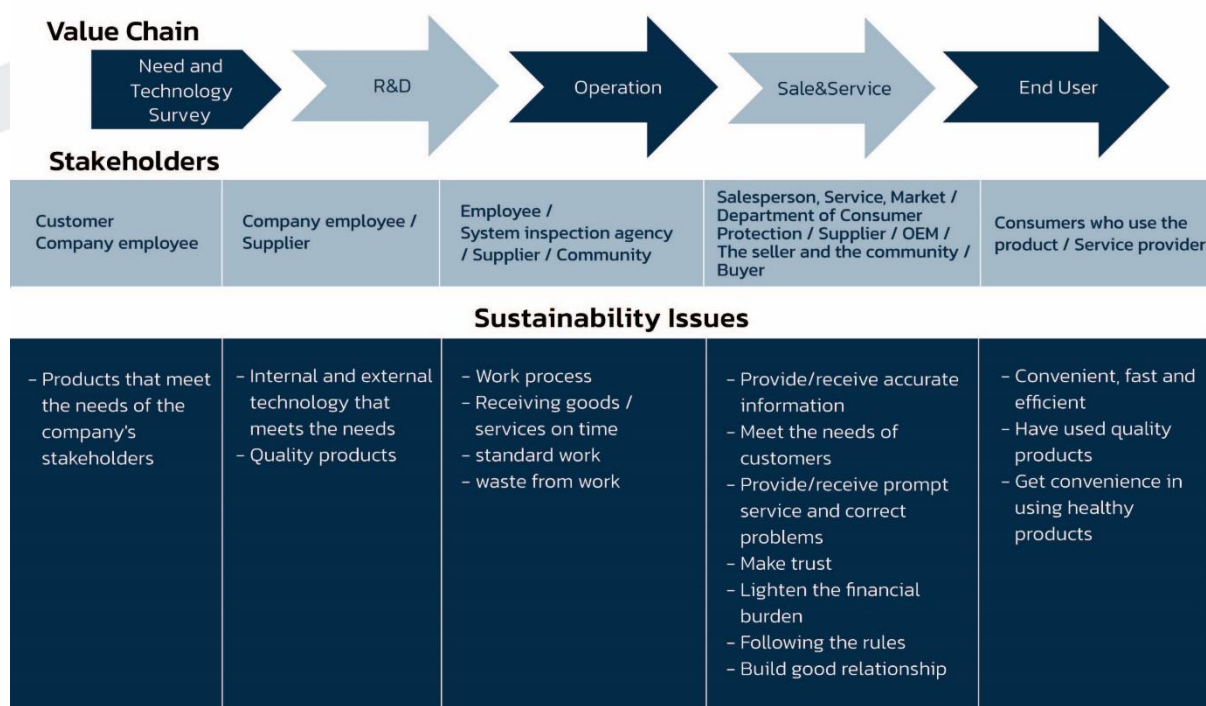 Value Chain
Need and
Technology
Survey
R&D
Operation
Sale&Service
End User
Stakeholders
Customer
Company employee
Company employee /
Supplier
Employee /
System inspection agency
/ Supplier / Community
Salesperson, Service, Market /
Department of Consumer
Protection / Supplier / OEM /
The seller and the community /
Buyer
Consumers who use the
product / Service provider
Sustainability Issues
- Products that meet
the needs of the
company's
stakeholders
- Internal and external
technology that
meets the needs
- Quality products
- Work process
- Receiving goods /
services on time
- standard work
- waste from work
- Provide/receive accurate
information
- Meet the needs of
customers
- Provide/receive prompt
service and correct
problems
- Make trust
- Lighten the financial
burden
- Following the rules
- Build good relationship
- Convenient, fast and
efficient
- Have used quality
products
- Get convenience in
using healthy
products